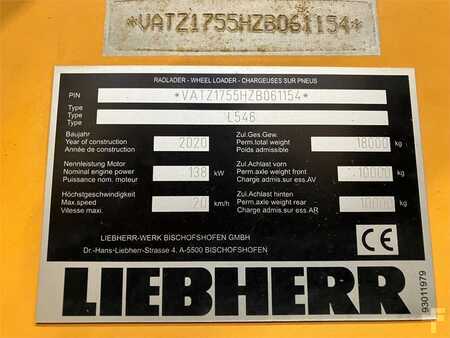 *VATZ1755HZB061154*
RADLADER - WHEEL LOADER - CHARGEUSES SUR PNEUS
PIN *VATZ1755HZB061154*
Type
Type L546
Baujahr Zul.Ges.Gew.
Year of construction 2020 Perm.total weight 18000 kg
Année de construction Poids admissible
Nennleistung Motor Zul.Achslast vorn
Nominal engine power 138 kW Perm.axle weight front 10000 kg
Puissance nom. moteur Charge admis.sur ess.AV
Höchstgeschwindigkeit Zul.Achslast hinten
Max.speed 20 km/h Perm.axle weight rear 10000 kg
Vitesse maxi. Charge admis.sur ess.AR
LIEBHERR-WERK BISCHOFSHOFEN GMBH
Dr.-Hans-Liebherr-Strasse 4, A-5500 BISCHOFSHOFEN
CE
LIEBHERR
93011979